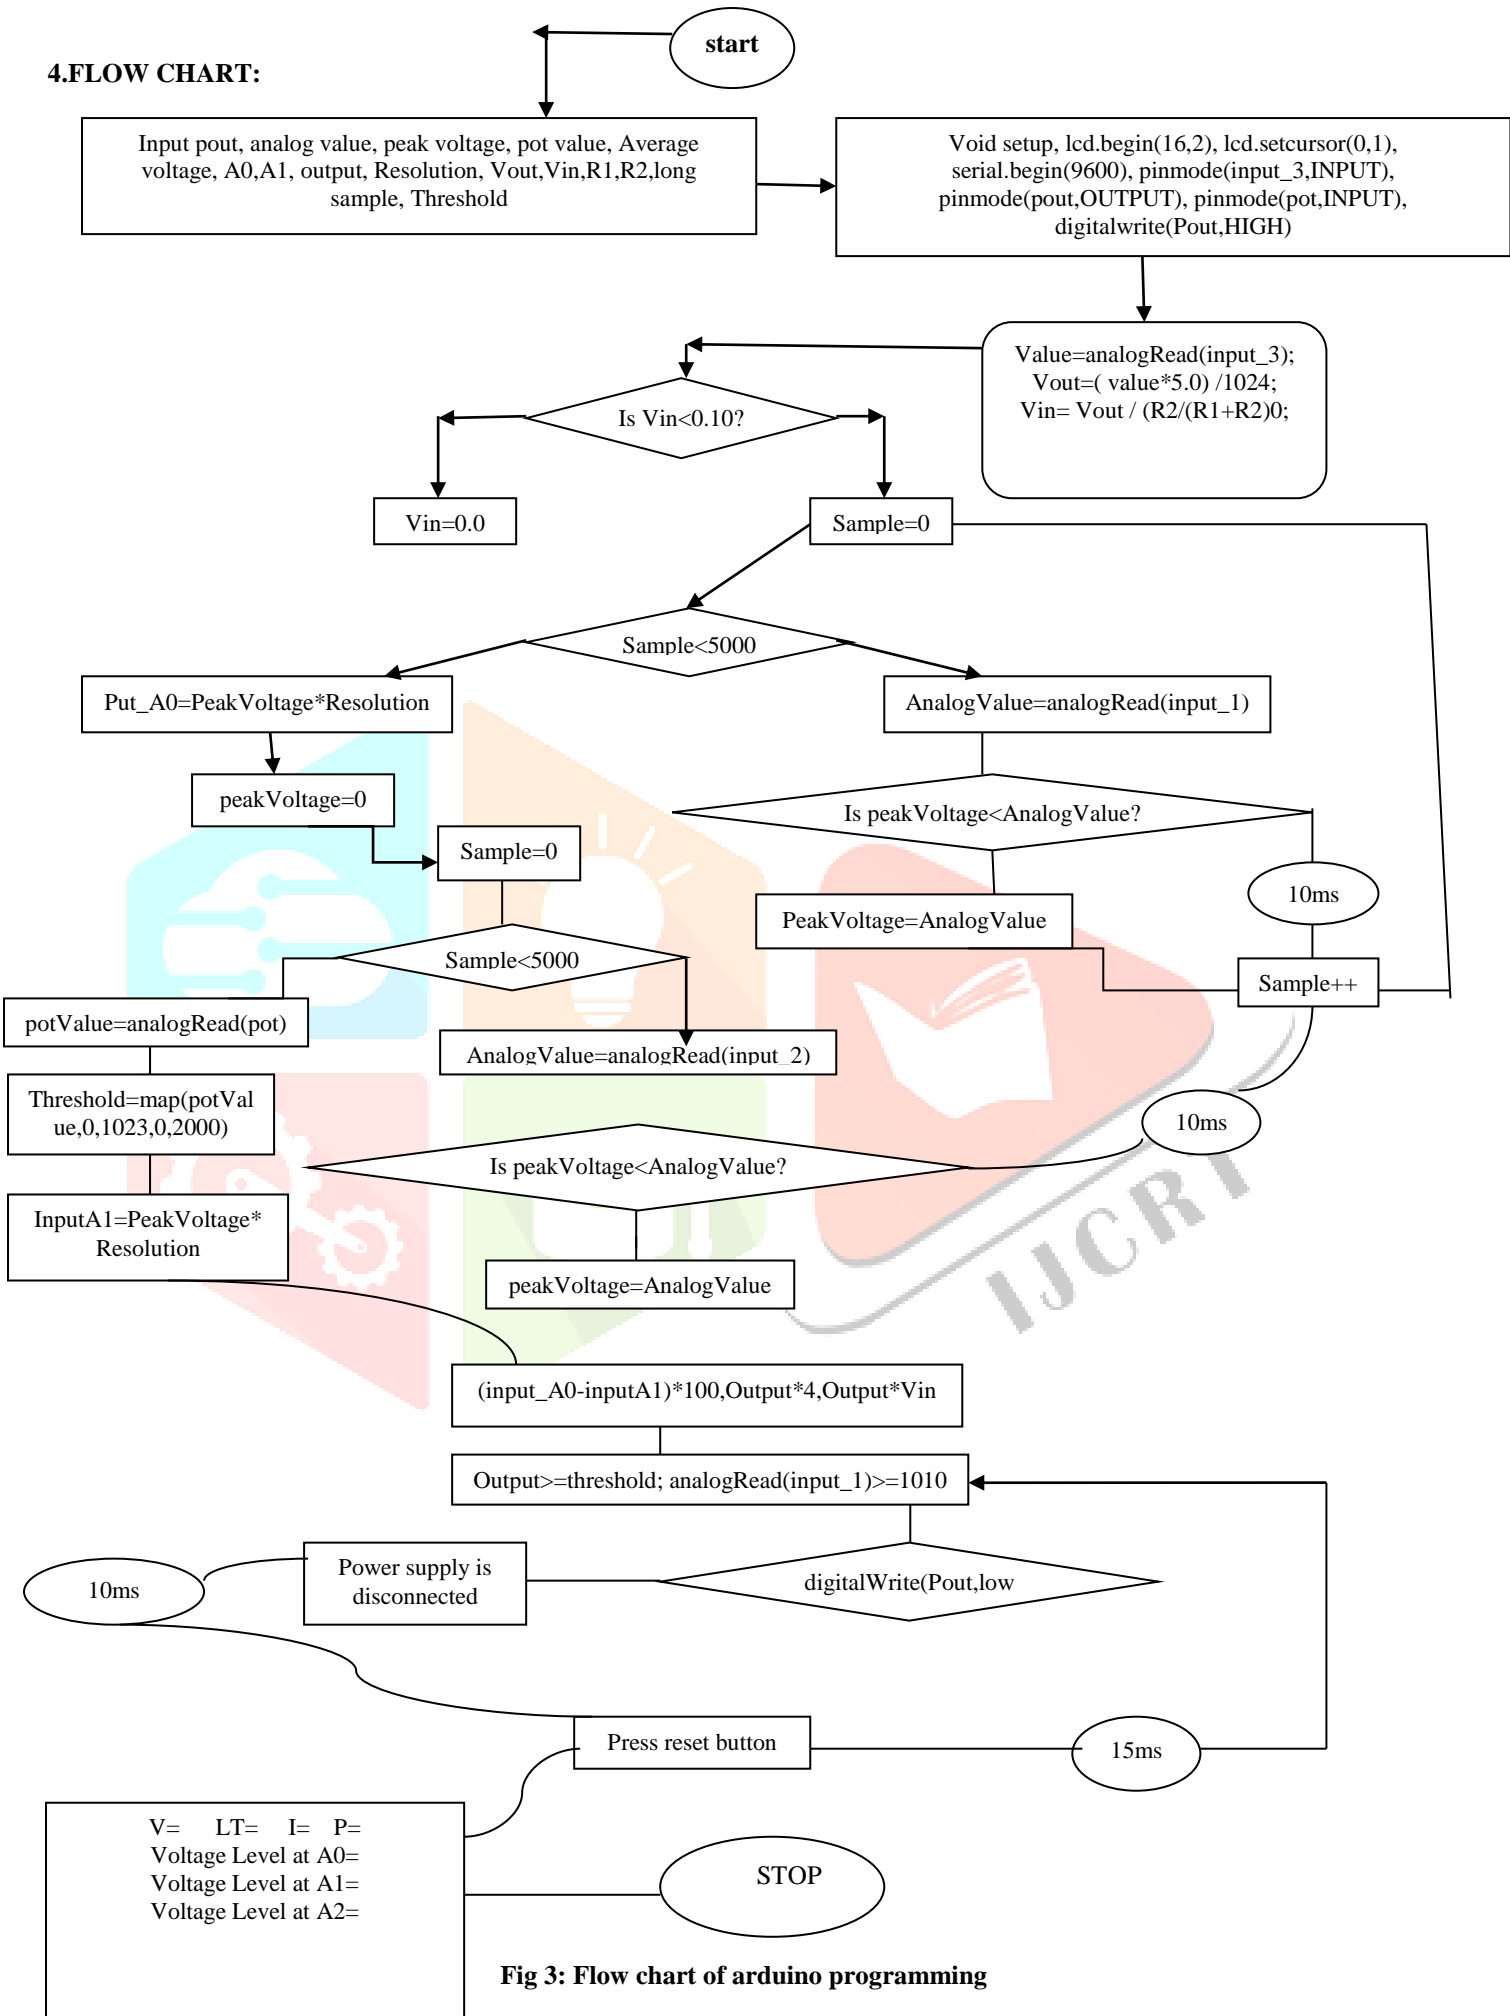 start
4.FLOW CHART:
Input pout, analog value, peak voltage, pot value, Average
voltage, A0,A1, output, Resolution, Vout,Vin,R1,R2,long
sample, Threshold
Void setup, lcd.begin(16,2), lcd.setcursor(0,1),
serial.begin(9600), pinmode(input_3,INPUT),
pinmode(pout,OUTPUT), pinmode(pot,INPUT),
digitalwrite(Pout,HIGH)
Value=analogRead(input_3);
Vout=( value*5.0) /1024;
Vin= Vout / (R2/(R1+R2)0;
Is Vin<0.10?
Vin=0.0
Sample=0
Sample<5000
Put_A0=PeakVoltage*Resolution
AnalogValue=analogRead(input_1)
peakVoltage=0
Is peakVoltage<AnalogValue?
Sample=0
10ms
PeakVoltage=AnalogValue
Sample<5000
Sample++
potValue=analogRead(pot)
AnalogValue=analogRead(input_2)
Threshold=map(potVal
ue,0,1023,0,2000)
10ms
Is peakVoltage<AnalogValue?
InputA1=PeakVoltage*
Resolution
IJCRT
peakVoltage=AnalogValue
(input_A0-inputA1)*100,Output*4,Output*Vin
Output>=threshold; analogRead(input_1)>=1010
Power supply is
disconnected
10ms
digitalWrite(Pout,low
Press reset button
15ms
V= LT= I= P=
Voltage Level at A0=
Voltage Level at A1=
Voltage Level at A2=
STOP
Fig 3: Flow chart of arduino programming